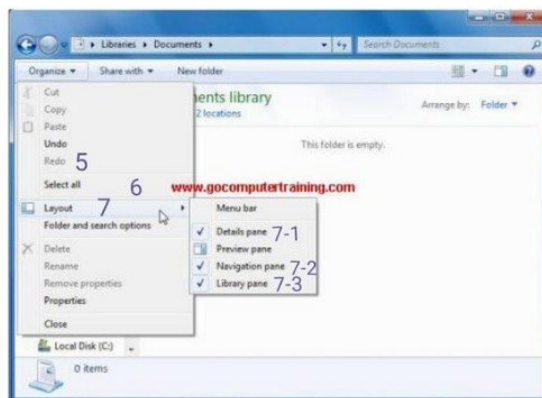 Libraries ▸ Documents ▸
Search Documents
Organize ▾ Share with ▾ New folder
Cut
Copy
Paste
Undo
Redo 5
Select all 6
Layout 7
Folder and search options
Delete
Rename
Remove properties
Properties
Close
ents library
2 locations
Arrange by: Folder ▾
This folder is empty.
www.gocomputertraining.com
Menu bar
Details pane 7-1
Preview pane
Navigation pane 7-2
Library pane 7-3
Local Disk (C:)
0 items